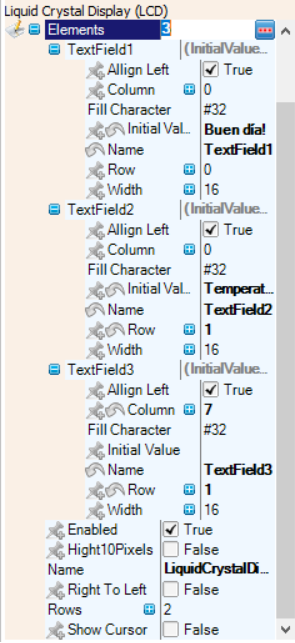 Liquid Crystal Display (LCD)
Elements 3 ...
TextField1 (InitialValue...
Allign Left True
Column 0
Fill Character #32
Initial Val... Buen día!
Name TextField1
Row 0
Width 16
TextField2 (InitialValue...
Allign Left True
Column 0
Fill Character #32
Initial Val... Temperat...
Name TextField2
Row 1
Width 16
TextField3 (InitialValue...
Allign Left True
Column 7
Fill Character #32
Initial Value
Name TextField3
Row 1
Width 16
Enabled True
Hight10Pixels False
Name LiquidCrystalDi...
Right To Left False
Rows 2
Show Cursor False